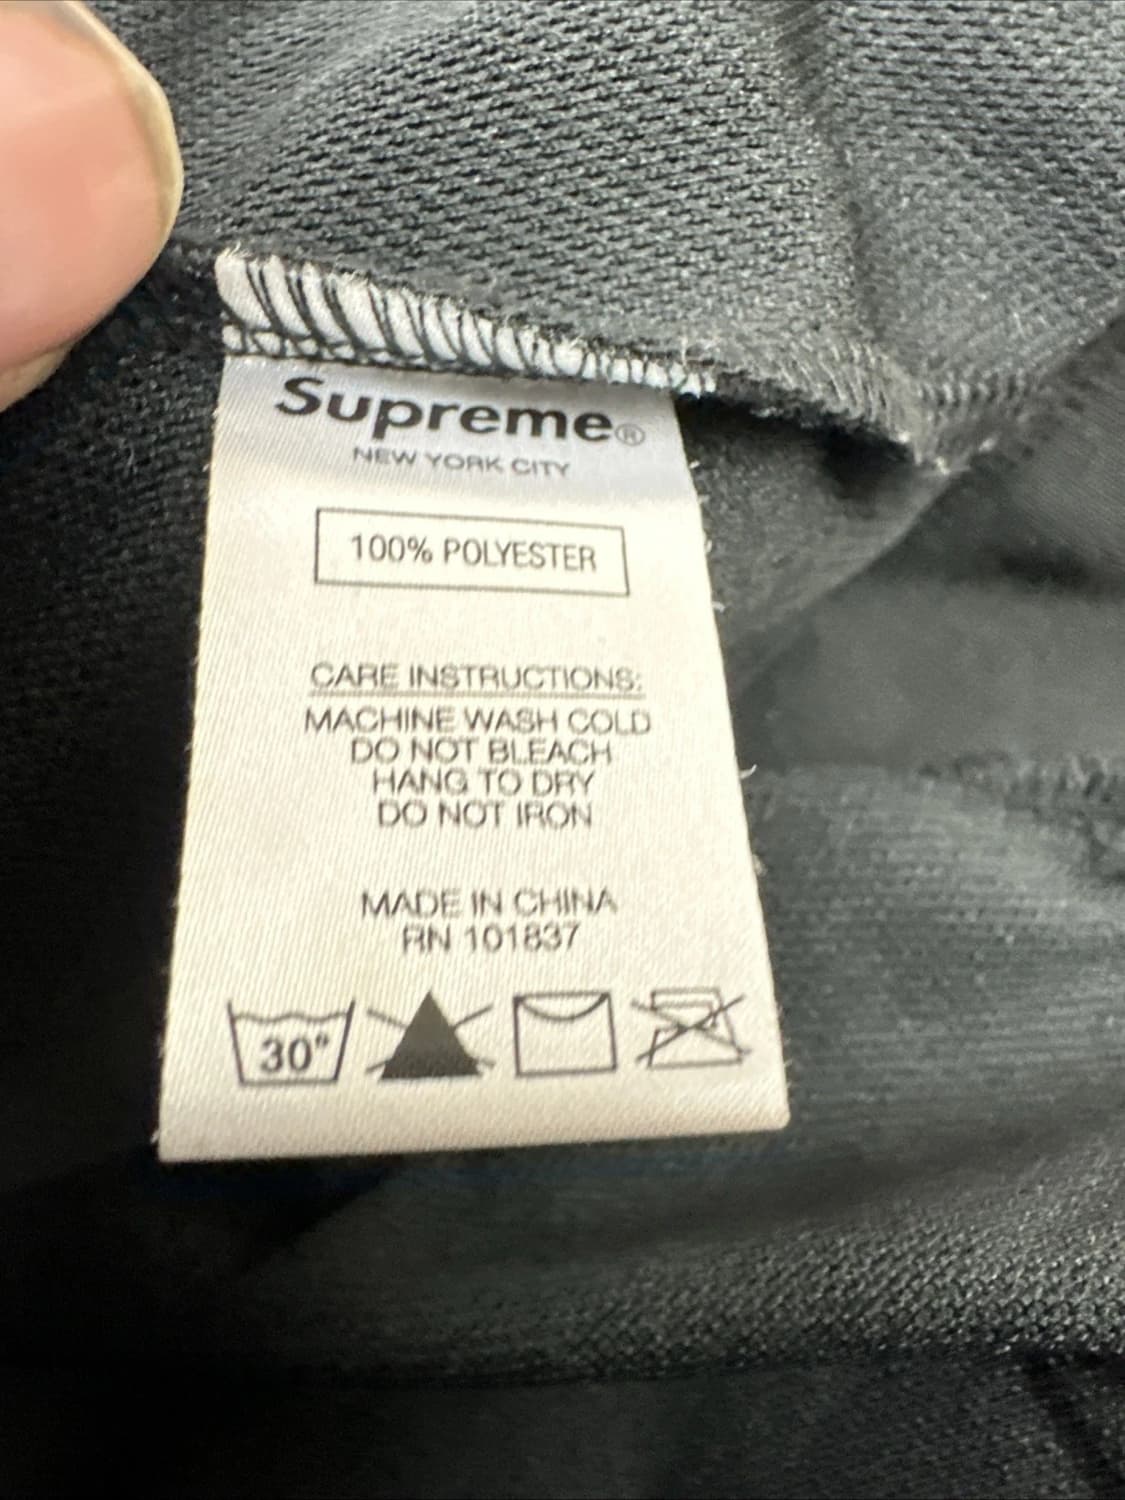 Supreme®
NEW YORK CITY
100% POLYESTER
CARE INSTRUCTIONS:
MACHINE WASH COLD
DO NOT BLEACH
HANG TO DRY
DO NOT IRON
MADE IN CHINA
RN 101837
30°